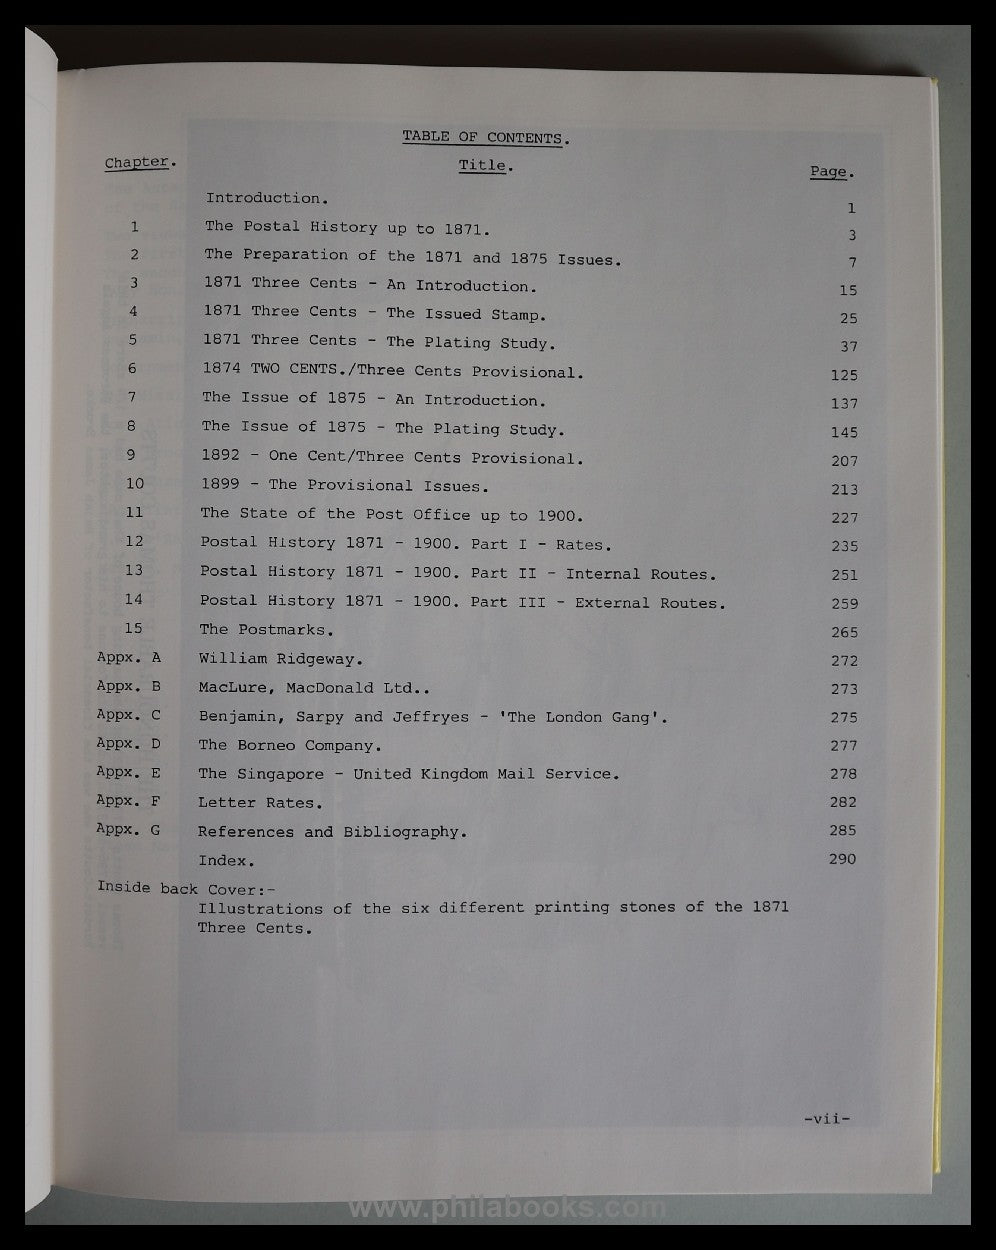 TABLE OF CONTENTS.
Chapter. Title. Page.
Introduction. 1
1 The Postal History up to 1871. 3
2 The Preparation of the 1871 and 1875 Issues. 7
3 1871 Three Cents - An Introduction. 15
4 1871 Three Cents - The Issued Stamp. 25
5 1871 Three Cents - The Plating Study. 37
6 1874 TWO CENTS./Three Cents Provisional. 125
7 The Issue of 1875 - An Introduction. 137
8 The Issue of 1875 - The Plating Study. 145
9 1892 - One Cent/Three Cents Provisional. 207
10 1899 - The Provisional Issues. 213
11 The State of the Post Office up to 1900. 227
12 Postal History 1871 - 1900. Part I - Rates. 235
13 Postal History 1871 - 1900. Part II - Internal Routes. 251
14 Postal History 1871 - 1900. Part III - External Routes. 259
15 The Postmarks. 265
Appx. A William Ridgeway. 272
Appx. B MacLure, MacDonald Ltd.. 273
Appx. C Benjamin, Sarpy and Jeffryes - 'The London Gang'. 275
Appx. D The Borneo Company. 277
Appx. E The Singapore - United Kingdom Mail Service. 278
Appx. F Letter Rates. 282
Appx. G References and Bibliography. 285
Index. 290
Inside back Cover:-
Illustrations of the six different printing stones of the 1871
Three Cents.
-vii-
www.philabooks.com